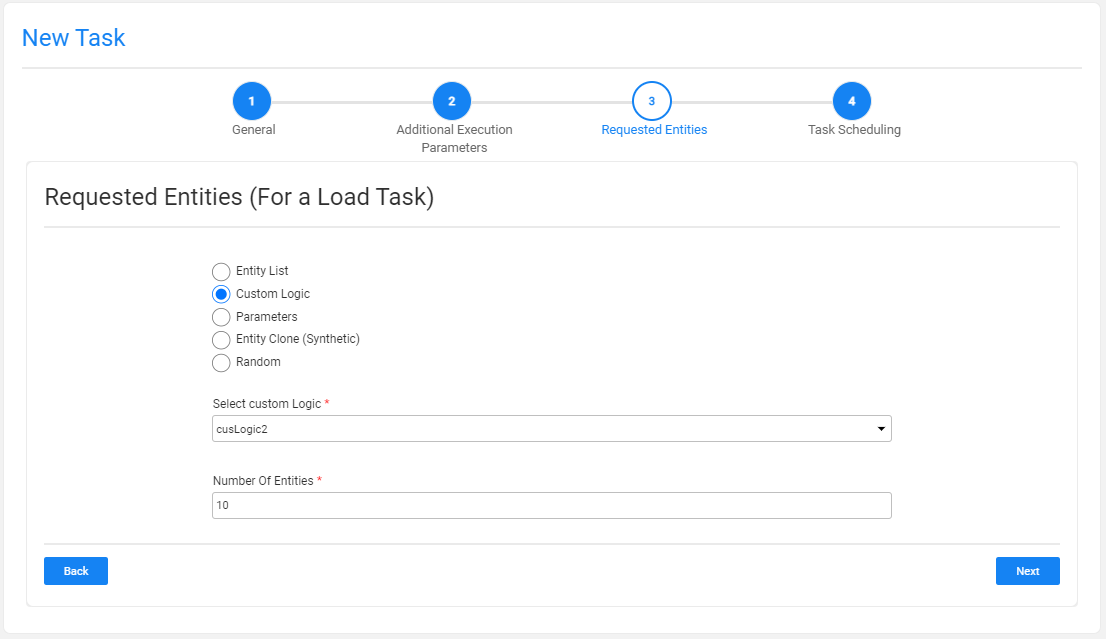 New Task
1
2
3
4
General
Additional Execution
Parameters
Requested Entities
Task Scheduling
Requested Entities (For a Load Task)
Entity List
Custom Logic
Parameters
Entity Clone (Synthetic)
Random
Select custom Logic *
cusLogic2
Number Of Entities *
10
Back
Next